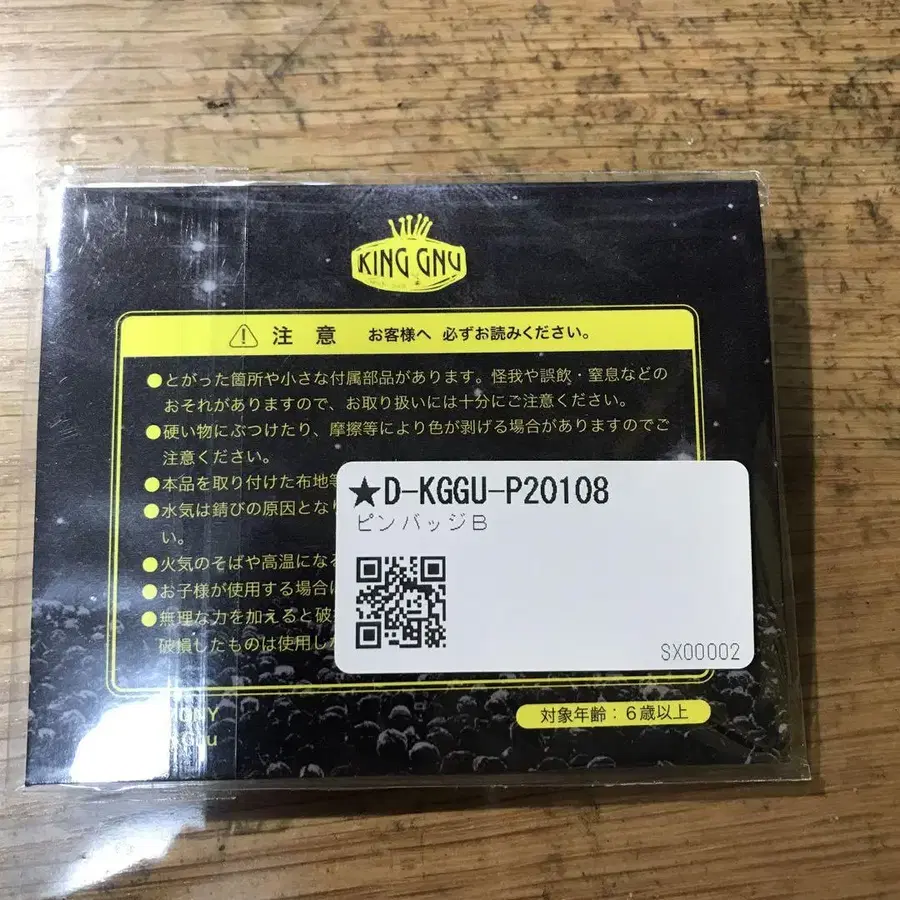 KING GNU
注意 お客様へ 必ずお読みください。
●とがった箇所や小さな付属部品があります。怪我や誤飲・窒息などの
おそれがありますので、お取り扱いには十分にご注意ください。
●硬い物にぶつけたり、摩擦等により色が剥げる場合がありますのでご
注意ください。
●本品を取り付けた布地等
●水気は錆びの原因となり
い。
●火気のそばや高温になる
●お子様が使用する場合は
●無理な力を加えると破
破損したものは使用し
★D-KGGU-P20108
ピンバッジB
SX00002
対象年齢：6歳以上